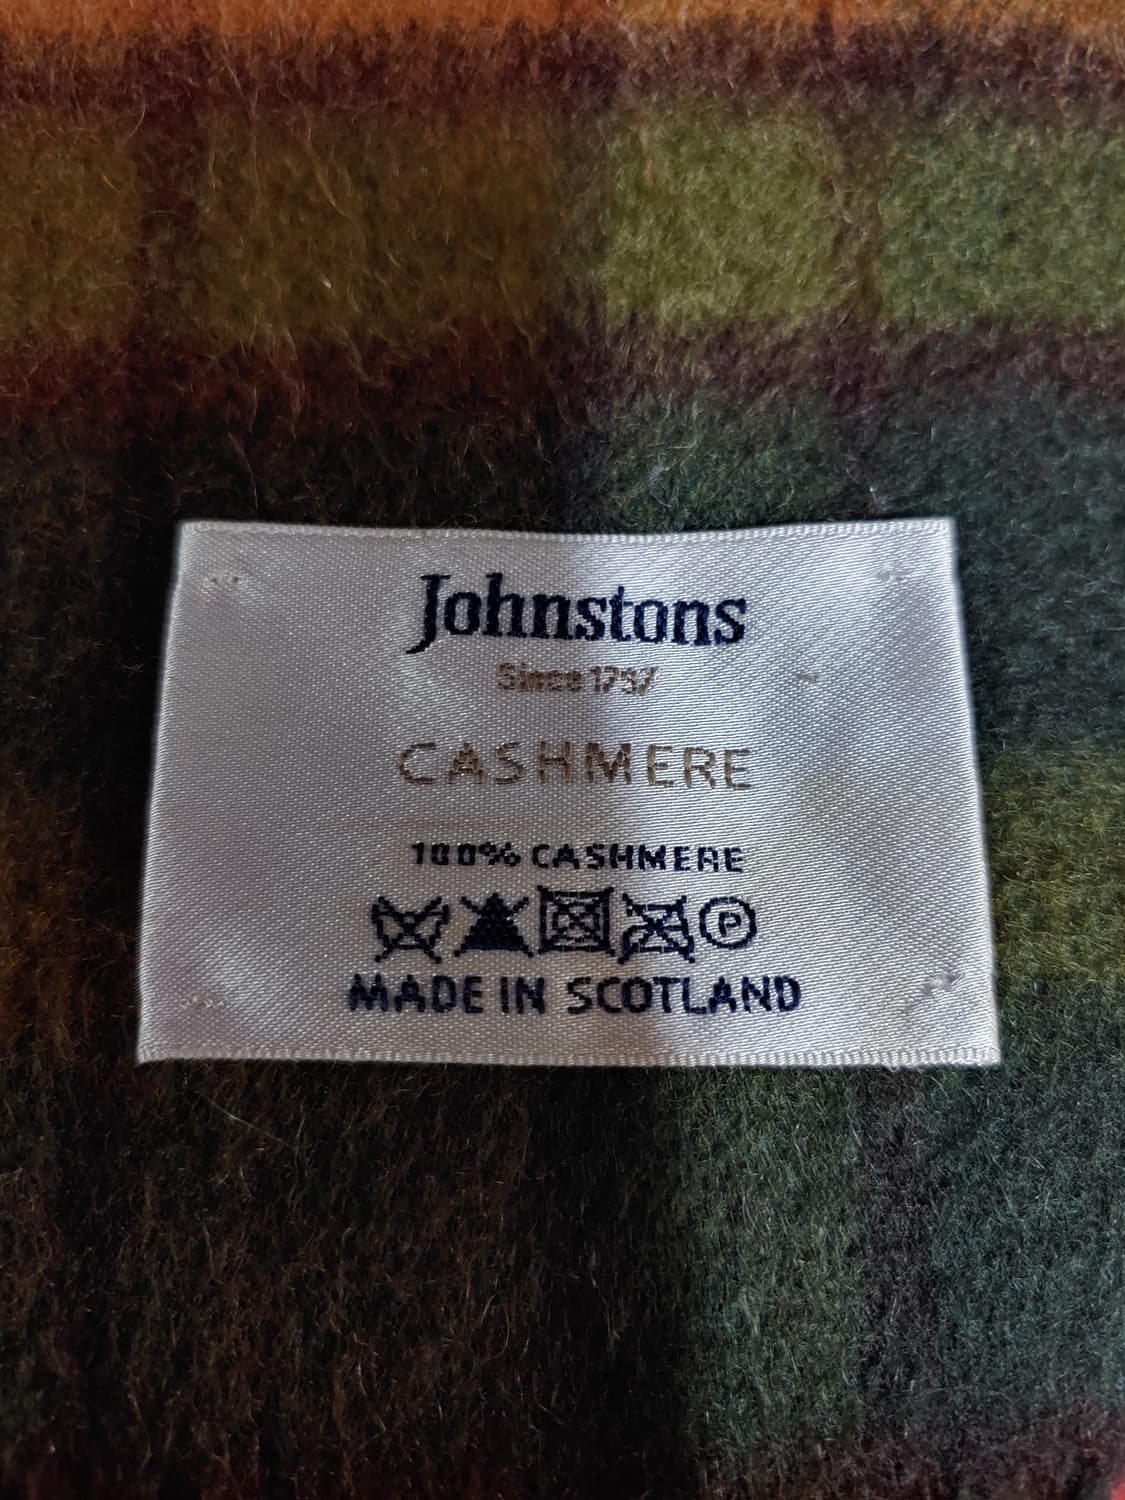 Johnstons
Since 1797
CASHMERE
100% CASHMERE
P
MADE IN SCOTLAND